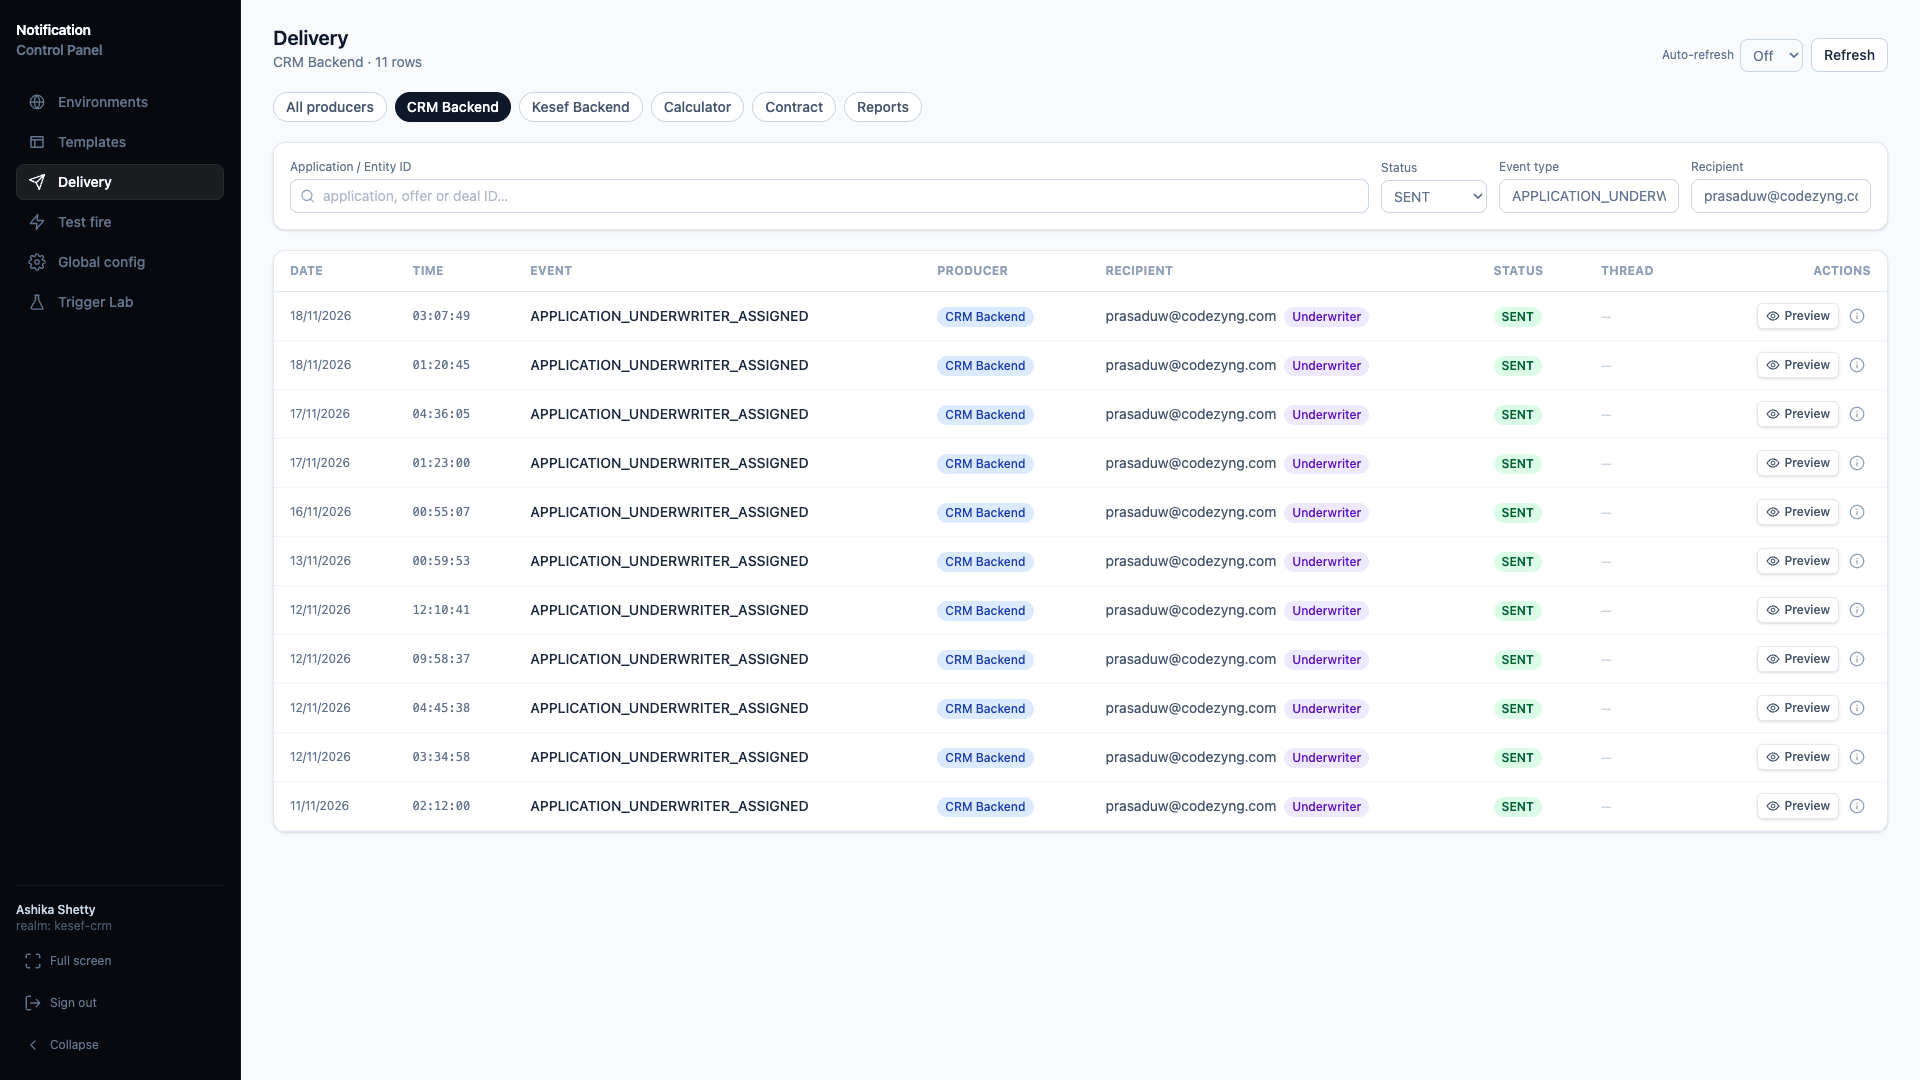 Notification
Control Panel
Environments
Templates
Delivery
Test fire
Global config
Trigger Lab
Ashika Shetty
realm: kesef-crm
Full screen
Sign out
Collapse
Delivery
CRM Backend · 11 rows
Auto-refresh Off Refresh
All producers CRM Backend Kesef Backend Calculator Contract Reports
Application / Entity ID Status Event type Recipient
application, offer or deal ID... SENT APPLICATION_UNDERW prasaduw@codezyng.cc
DATE TIME EVENT PRODUCER RECIPIENT STATUS THREAD ACTIONS
18/11/2026 03:07:49 APPLICATION_UNDERWRITER_ASSIGNED CRM Backend prasaduw@codezyng.com Underwriter SENT — Preview
18/11/2026 01:20:45 APPLICATION_UNDERWRITER_ASSIGNED CRM Backend prasaduw@codezyng.com Underwriter SENT — Preview
17/11/2026 04:36:05 APPLICATION_UNDERWRITER_ASSIGNED CRM Backend prasaduw@codezyng.com Underwriter SENT — Preview
17/11/2026 01:23:00 APPLICATION_UNDERWRITER_ASSIGNED CRM Backend prasaduw@codezyng.com Underwriter SENT — Preview
16/11/2026 00:55:07 APPLICATION_UNDERWRITER_ASSIGNED CRM Backend prasaduw@codezyng.com Underwriter SENT — Preview
13/11/2026 00:59:53 APPLICATION_UNDERWRITER_ASSIGNED CRM Backend prasaduw@codezyng.com Underwriter SENT — Preview
12/11/2026 12:10:41 APPLICATION_UNDERWRITER_ASSIGNED CRM Backend prasaduw@codezyng.com Underwriter SENT — Preview
12/11/2026 09:58:37 APPLICATION_UNDERWRITER_ASSIGNED CRM Backend prasaduw@codezyng.com Underwriter SENT — Preview
12/11/2026 04:45:38 APPLICATION_UNDERWRITER_ASSIGNED CRM Backend prasaduw@codezyng.com Underwriter SENT — Preview
12/11/2026 03:34:58 APPLICATION_UNDERWRITER_ASSIGNED CRM Backend prasaduw@codezyng.com Underwriter SENT — Preview
11/11/2026 02:12:00 APPLICATION_UNDERWRITER_ASSIGNED CRM Backend prasaduw@codezyng.com Underwriter SENT — Preview